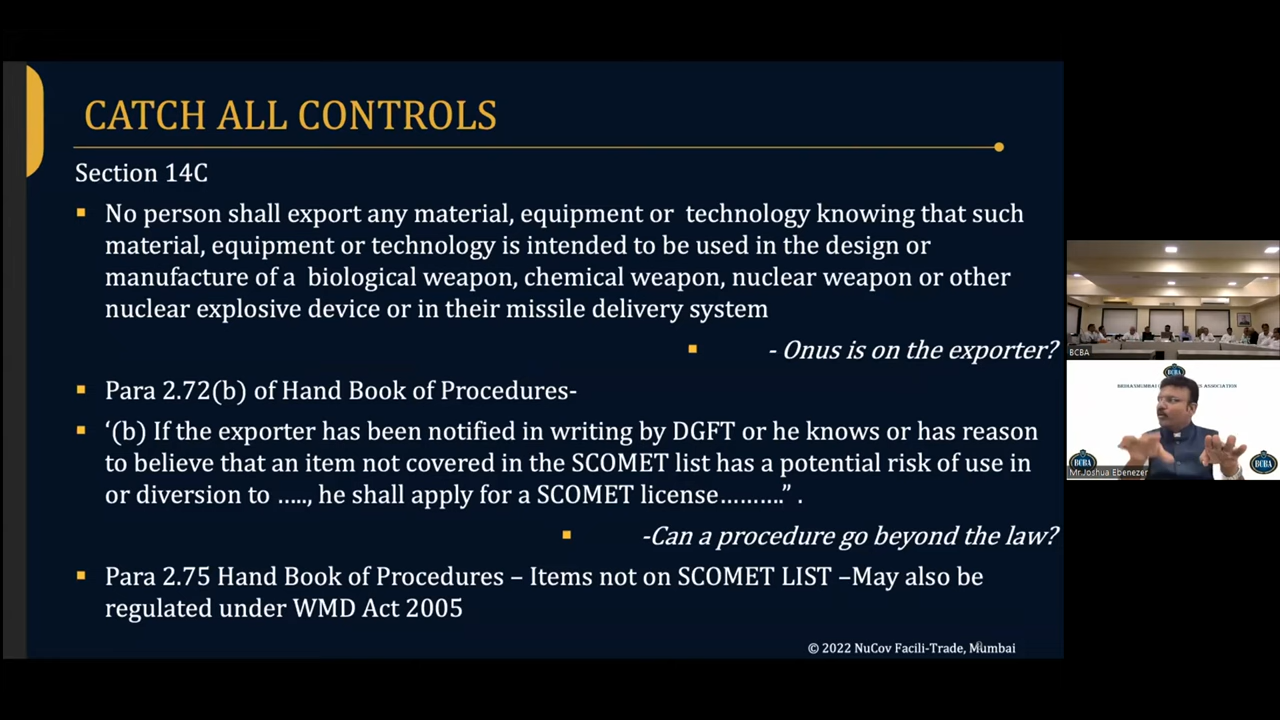 CATCH ALL CONTROLS
Section 14C
▪ No person shall export any material, equipment or technology knowing that such
material, equipment or technology is intended to be used in the design or
manufacture of a biological weapon, chemical weapon, nuclear weapon or other
nuclear explosive device or in their missile delivery system
▪ - Onus is on the exporter?
▪ Para 2.72(b) of Hand Book of Procedures-
▪ ‘(b) If the exporter has been notified in writing by DGFT or he knows or has reason
to believe that an item not covered in the SCOMET list has a potential risk of use in
or diversion to ....., he shall apply for a SCOMET license……….” .
▪ -Can a procedure go beyond the law?
▪ Para 2.75 Hand Book of Procedures – Items not on SCOMET LIST –May also be
regulated under WMD Act 2005
© 2022 NuCov Facili-Trade, Mumbai
BCBA
BCBA
ASSOCIATION
BCBA
BCBA
Mr.Joshua Ebenezer